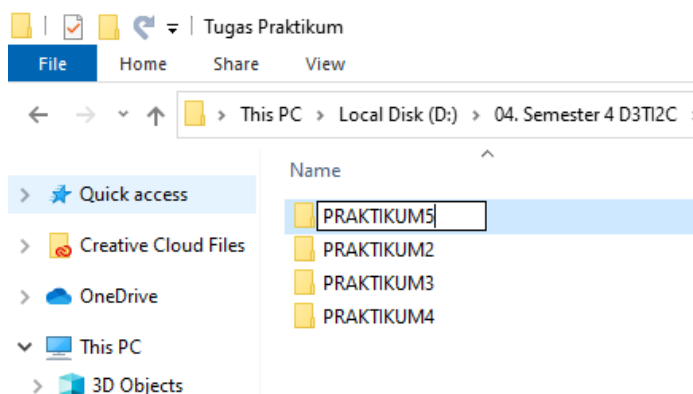 Tugas Praktikum
File Home Share View
This PC > Local Disk (D:) > 04. Semester 4 D3TI2C >
Name
Quick access
Creative Cloud Files
OneDrive
This PC
3D Objects
PRAKTIKUM5
PRAKTIKUM2
PRAKTIKUM3
PRAKTIKUM4